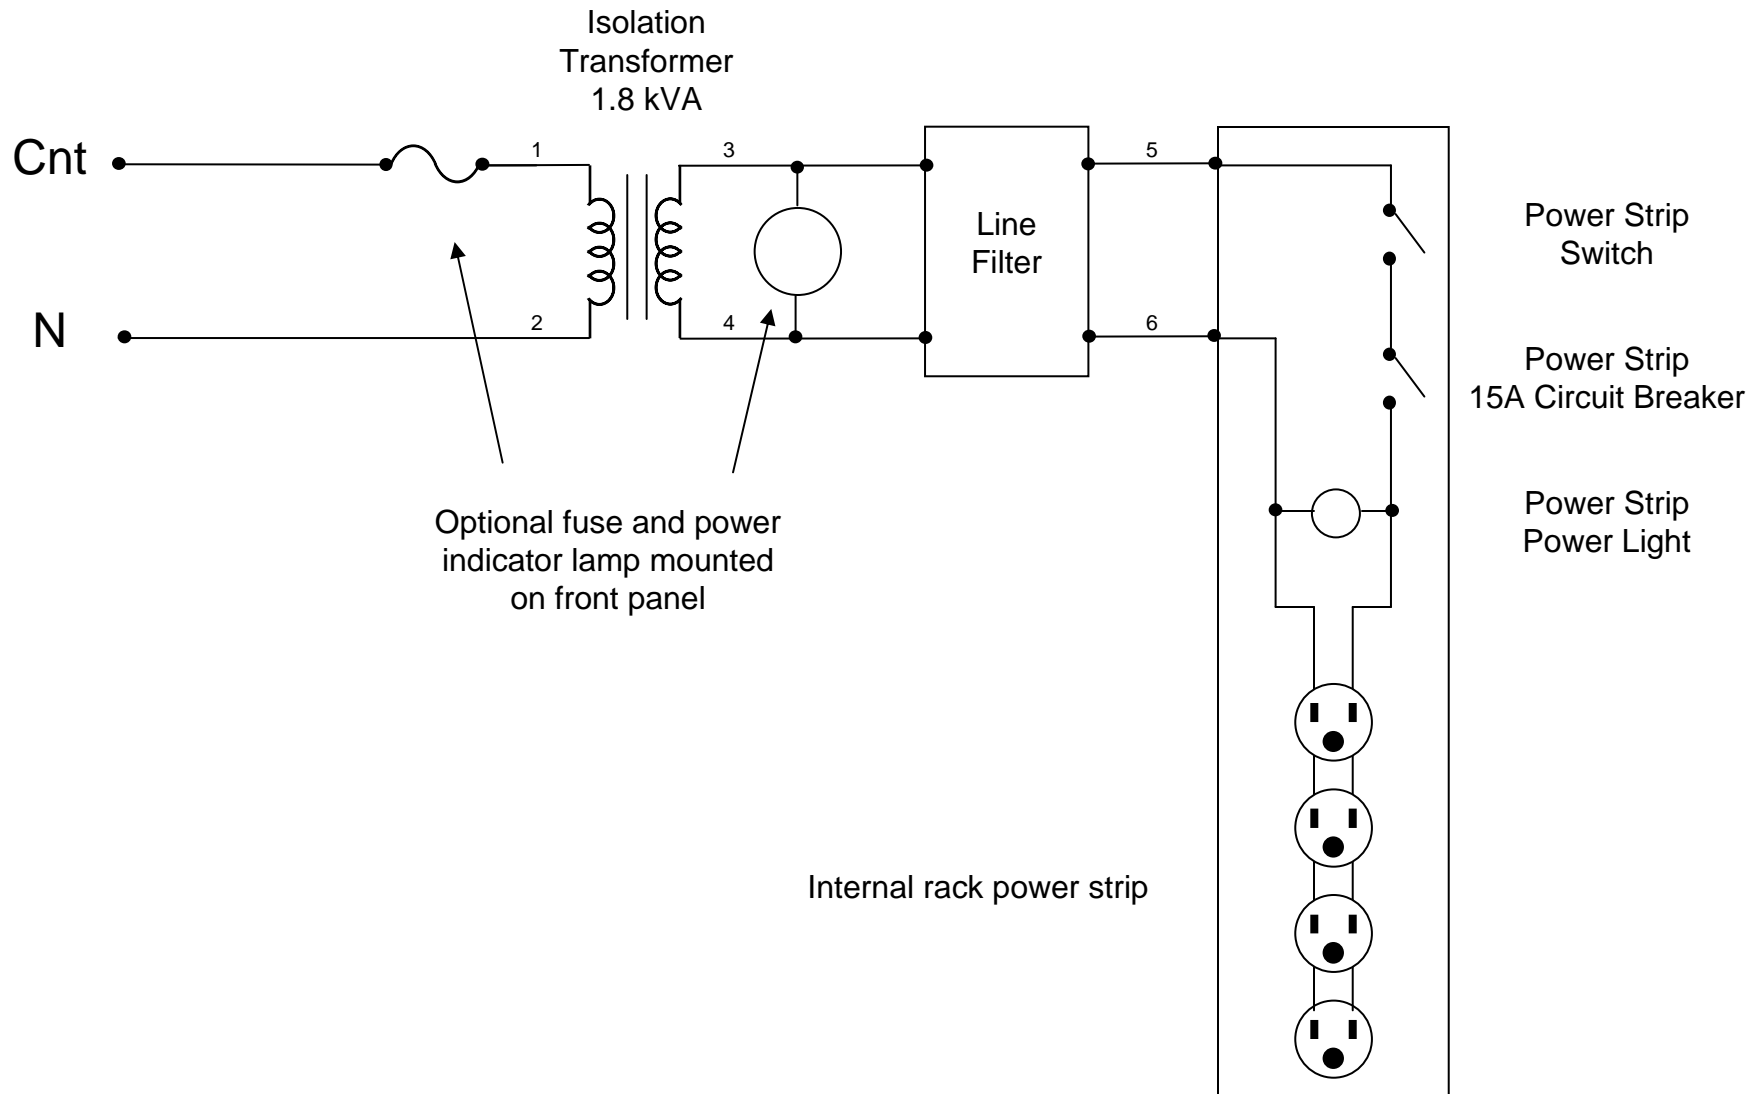 Isolation
Transformer
1.8 kVA
Cnt
1
3
5
Line
Filter
Power Strip
Switch
N
2
4
6
Power Strip
15A Circuit Breaker
Optional fuse and power
indicator lamp mounted
on front panel
Power Strip
Power Light
Internal rack power strip